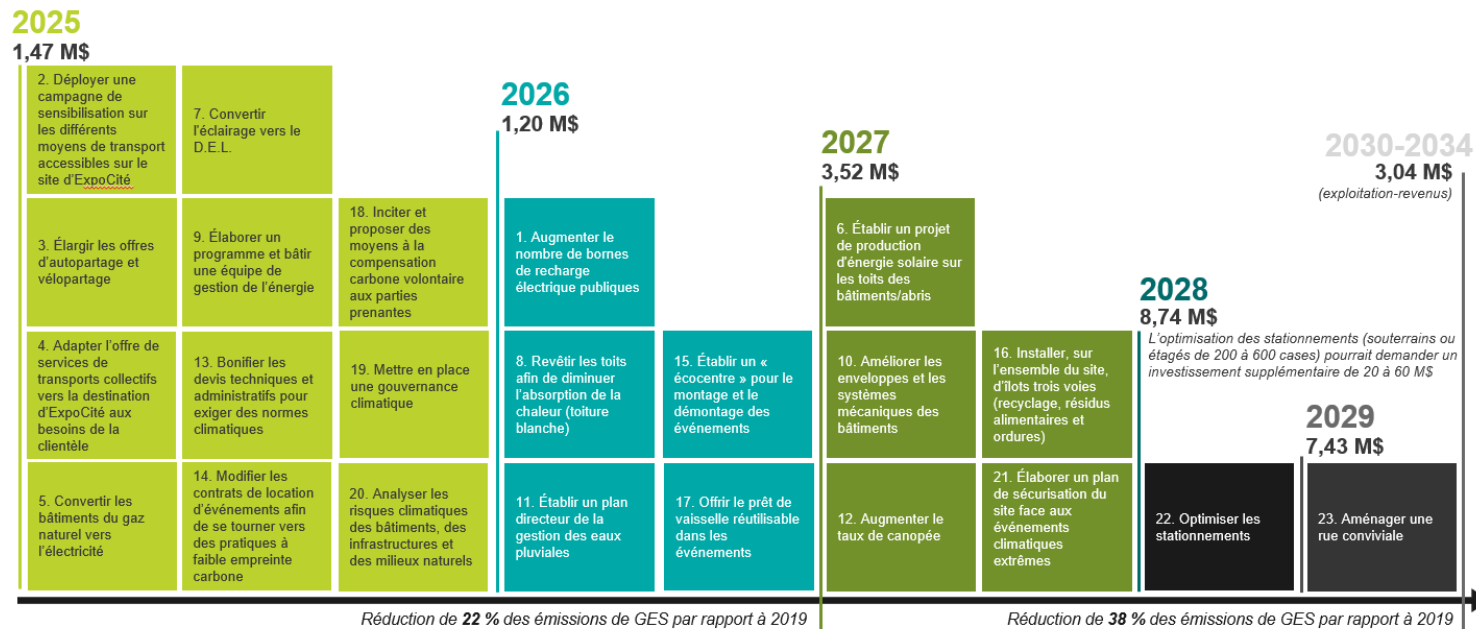 2025
1,47 M$
2. Déployer une
campagne de
sensibilisation sur
les différents
moyens de transport
accessibles sur le
site d'ExpoCité
7. Convertir
l'éclairage vers le
D.E.L.
3. Élargir les offres
d'autopartage et
vélopartage
9. Élaborer un
programme et bâtir
une équipe de
gestion de l'énergie
18. Inciter et
proposer des
moyens à la
compensation
carbone volontaire
aux parties
prenantes
4. Adapter l'offre de
services de
transports collectifs
vers la destination
d'ExpoCité aux
besoins de la
clientèle
13. Bonifier les
devis techniques et
administratifs pour
exiger des normes
climatiques
19. Mettre en place
une gouvernance
climatique
5. Convertir les
bâtiments du gaz
naturel vers
l'électricité
14. Modifier les
contrats de location
d'événements afin
de se tourner vers
des pratiques à
faible empreinte
carbone
20. Analyser les
risques climatiques
des bâtiments, des
infrastructures et
des milieux naturels
2026
1,20 M$
1. Augmenter le
nombre de bornes
de recharge
électrique publiques
8. Revêtir les toits
afin de diminuer
l'absorption de la
chaleur (toiture
blanche)
15. Établir un «
écocentre » pour le
montage et le
démontage des
événements
11. Établir un plan
directeur de la
gestion des eaux
pluviales
17. Offrir le prêt de
vaisselle réutilisable
dans les
événements
2027
3,52 M$
6. Établir un projet
de production
d'énergie solaire sur
les toits des
bâtiments/abris
10. Améliorer les
enveloppes et les
systèmes
mécaniques des
bâtiments
16. Installer, sur
l'ensemble du site,
d'îlots trois voies
(recyclage, résidus
alimentaires et
ordures)
12. Augmenter le
taux de canopée
21. Élaborer un plan
de sécurisation du
site face aux
événements
climatiques
extrêmes
2028
8,74 M$
L'optimisation des stationnements (souterrains ou
étagés de 200 à 600 cases) pourrait demander un
investissement supplémentaire de 20 à 60 M$
22. Optimiser les
stationnements
2029
7,43 M$
23. Aménager une
rue conviviale
2030-2034
3,04 M$
(exploitation-revenus)
Réduction de 22 % des émissions de GES par rapport à 2019
Réduction de 38 % des émissions de GES par rapport à 2019